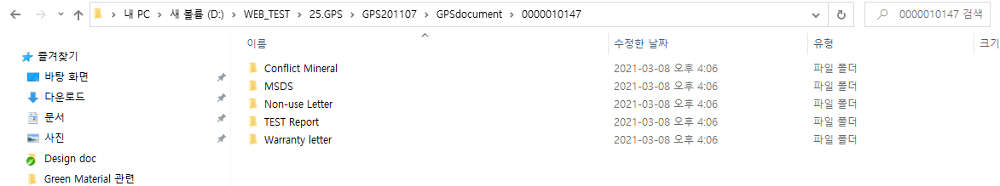 내 PC > 새 볼륨 (D:) > WEB_TEST > 25.GPS > GPS201107 > GPSdocument > 0000010147
0000010147 검색
이름 수정한 날짜 유형 크기
즐겨찾기
바탕 화면
다운로드
문서
사진
Design doc
Green Material 관련
Conflict Mineral 2021-03-08 오후 4:06 파일 폴더
MSDS 2021-03-08 오후 4:06 파일 폴더
Non-use Letter 2021-03-08 오후 4:06 파일 폴더
TEST Report 2021-03-08 오후 4:06 파일 폴더
Warranty letter 2021-03-08 오후 4:06 파일 폴더